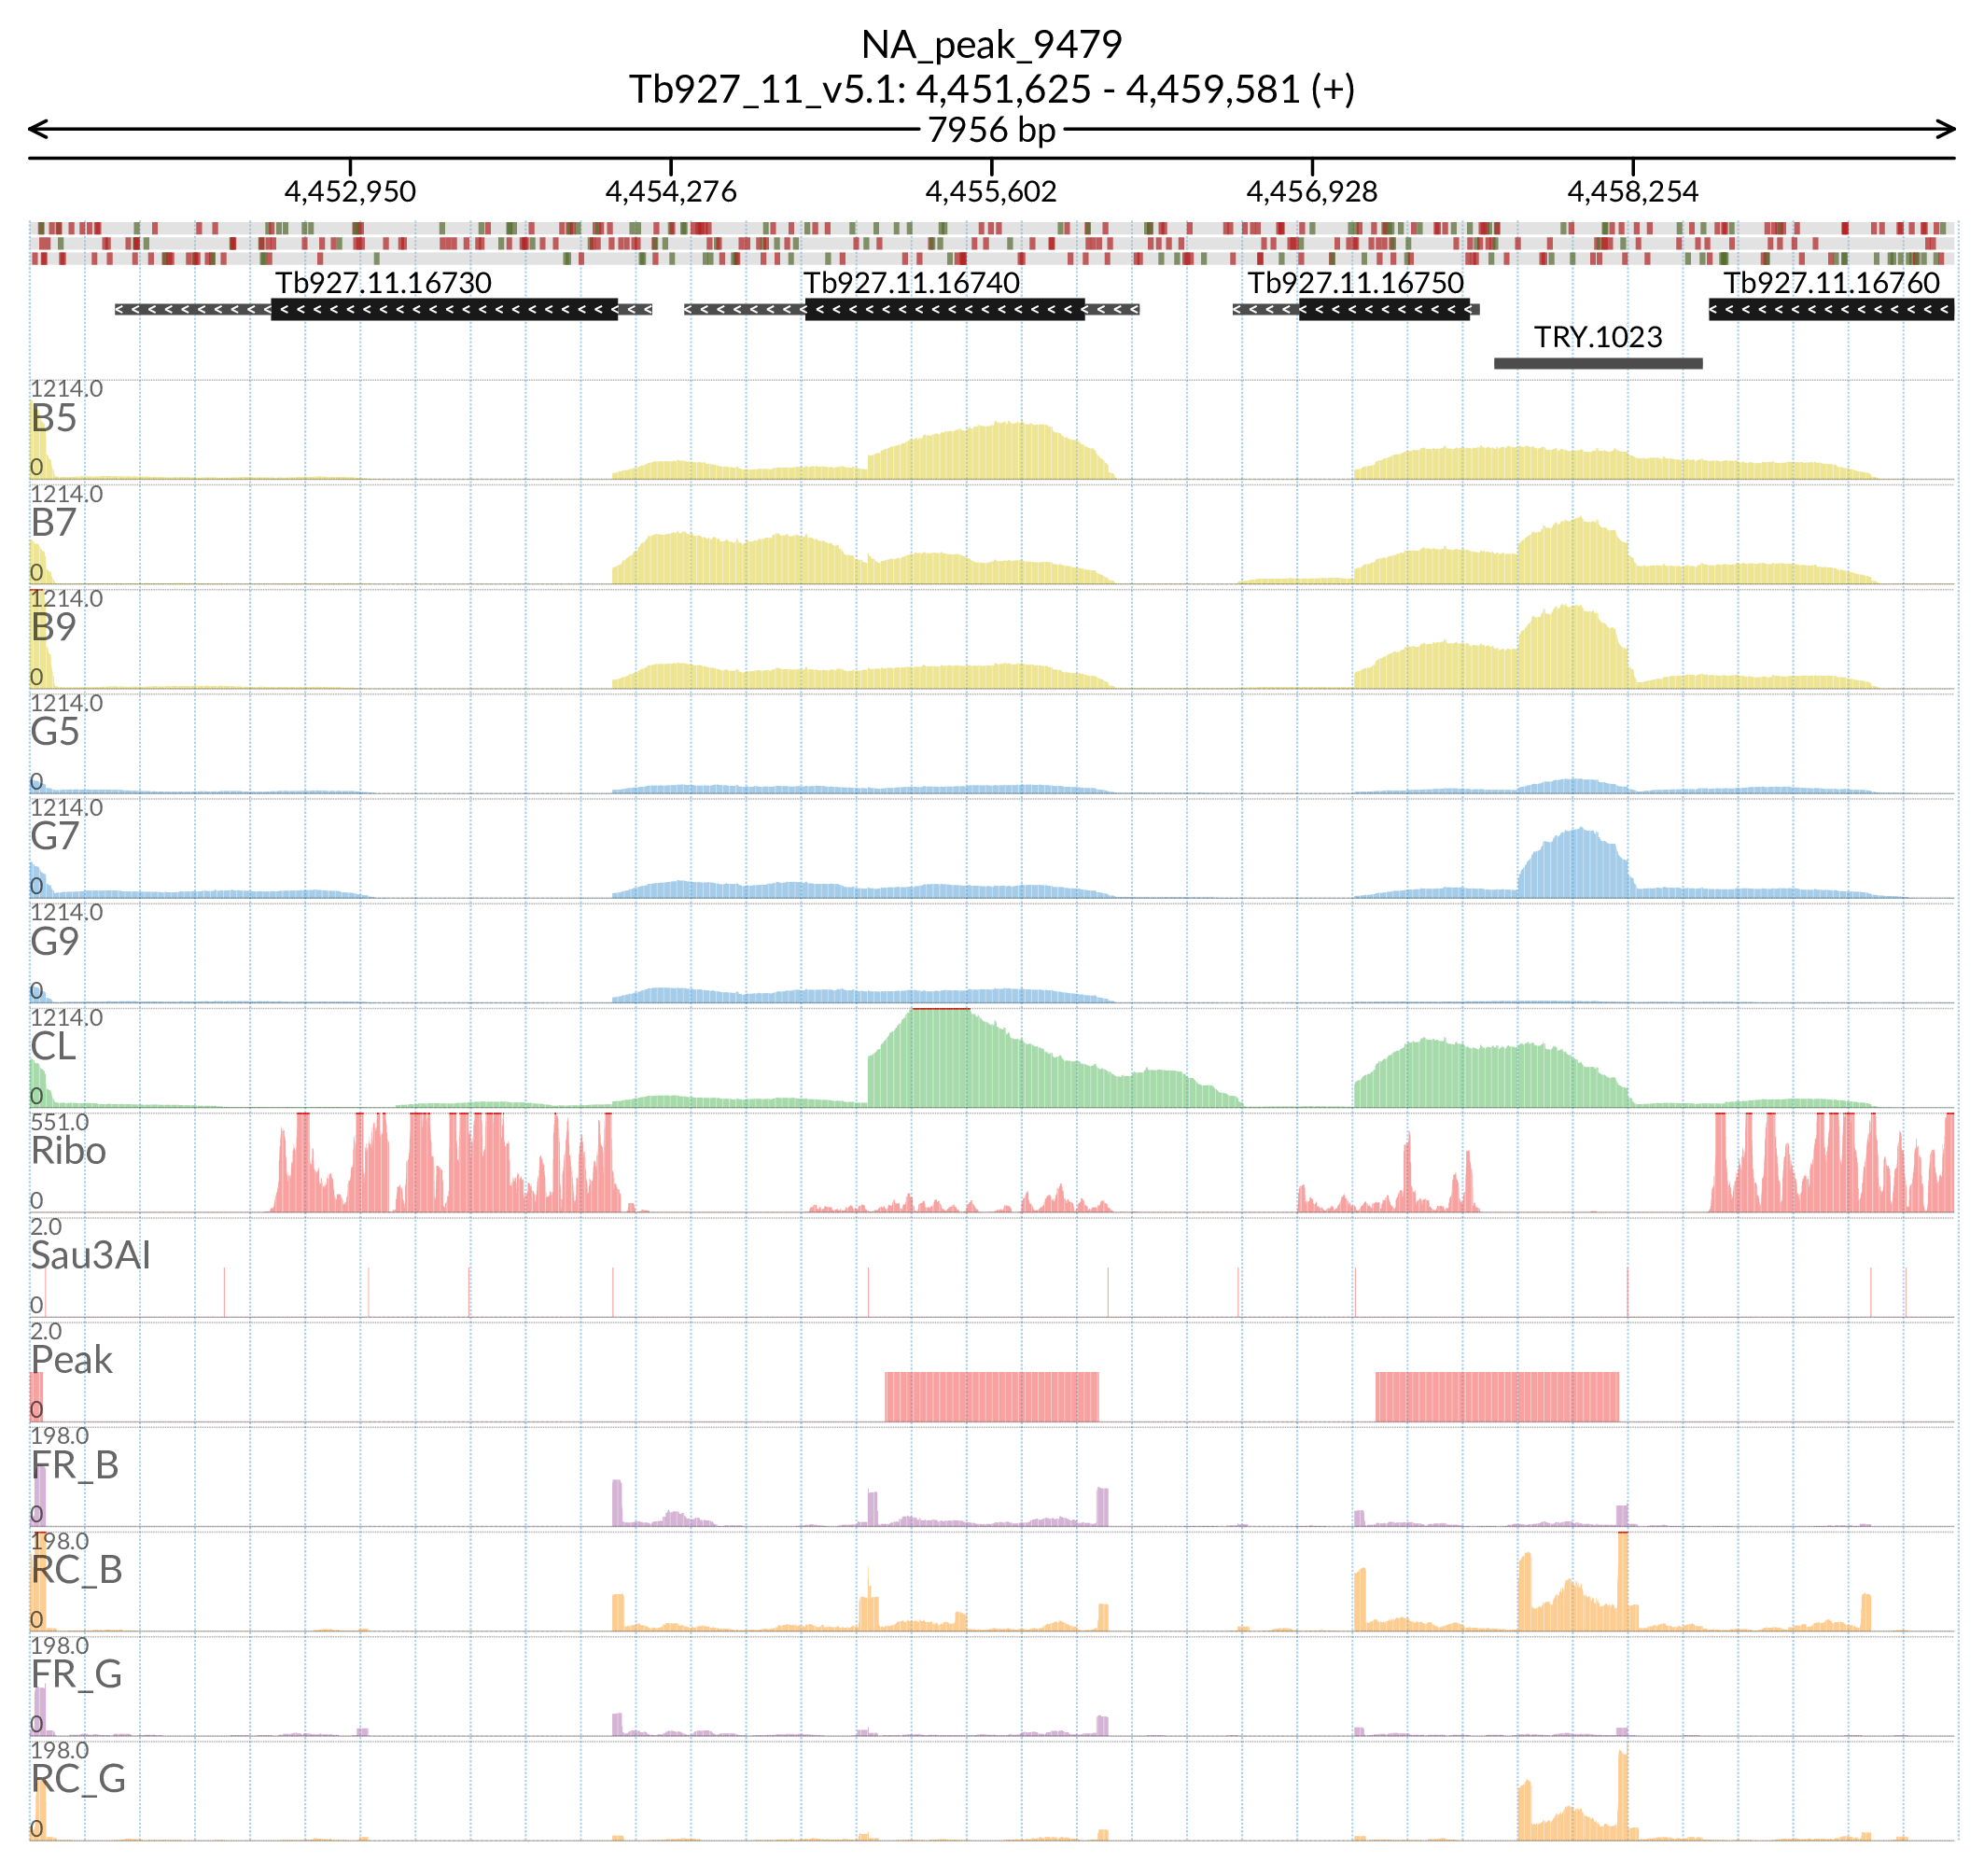 NA_peak_9479
Tb927_11_v5.1: 4,451,625 - 4,459,581 (+)
7956 bp
4,452,950 4,454,276 4,455,602 4,456,928 4,458,254
Tb927.11.16730 Tb927.11.16740 Tb927.11.16750 Tb927.11.16760
TRY.1023
1214.0
B5
0
1214.0
B7
0
1214.0
B9
0
1214.0
G5
0
1214.0
G7
0
1214.0
G9
0
1214.0
CL
0
551.0
Ribo
0
2.0
Sau3AI
0
2.0
Peak
0
198.0
FR_B
0
198.0
RC_B
0
198.0
FR_G
0
198.0
RC_G
0